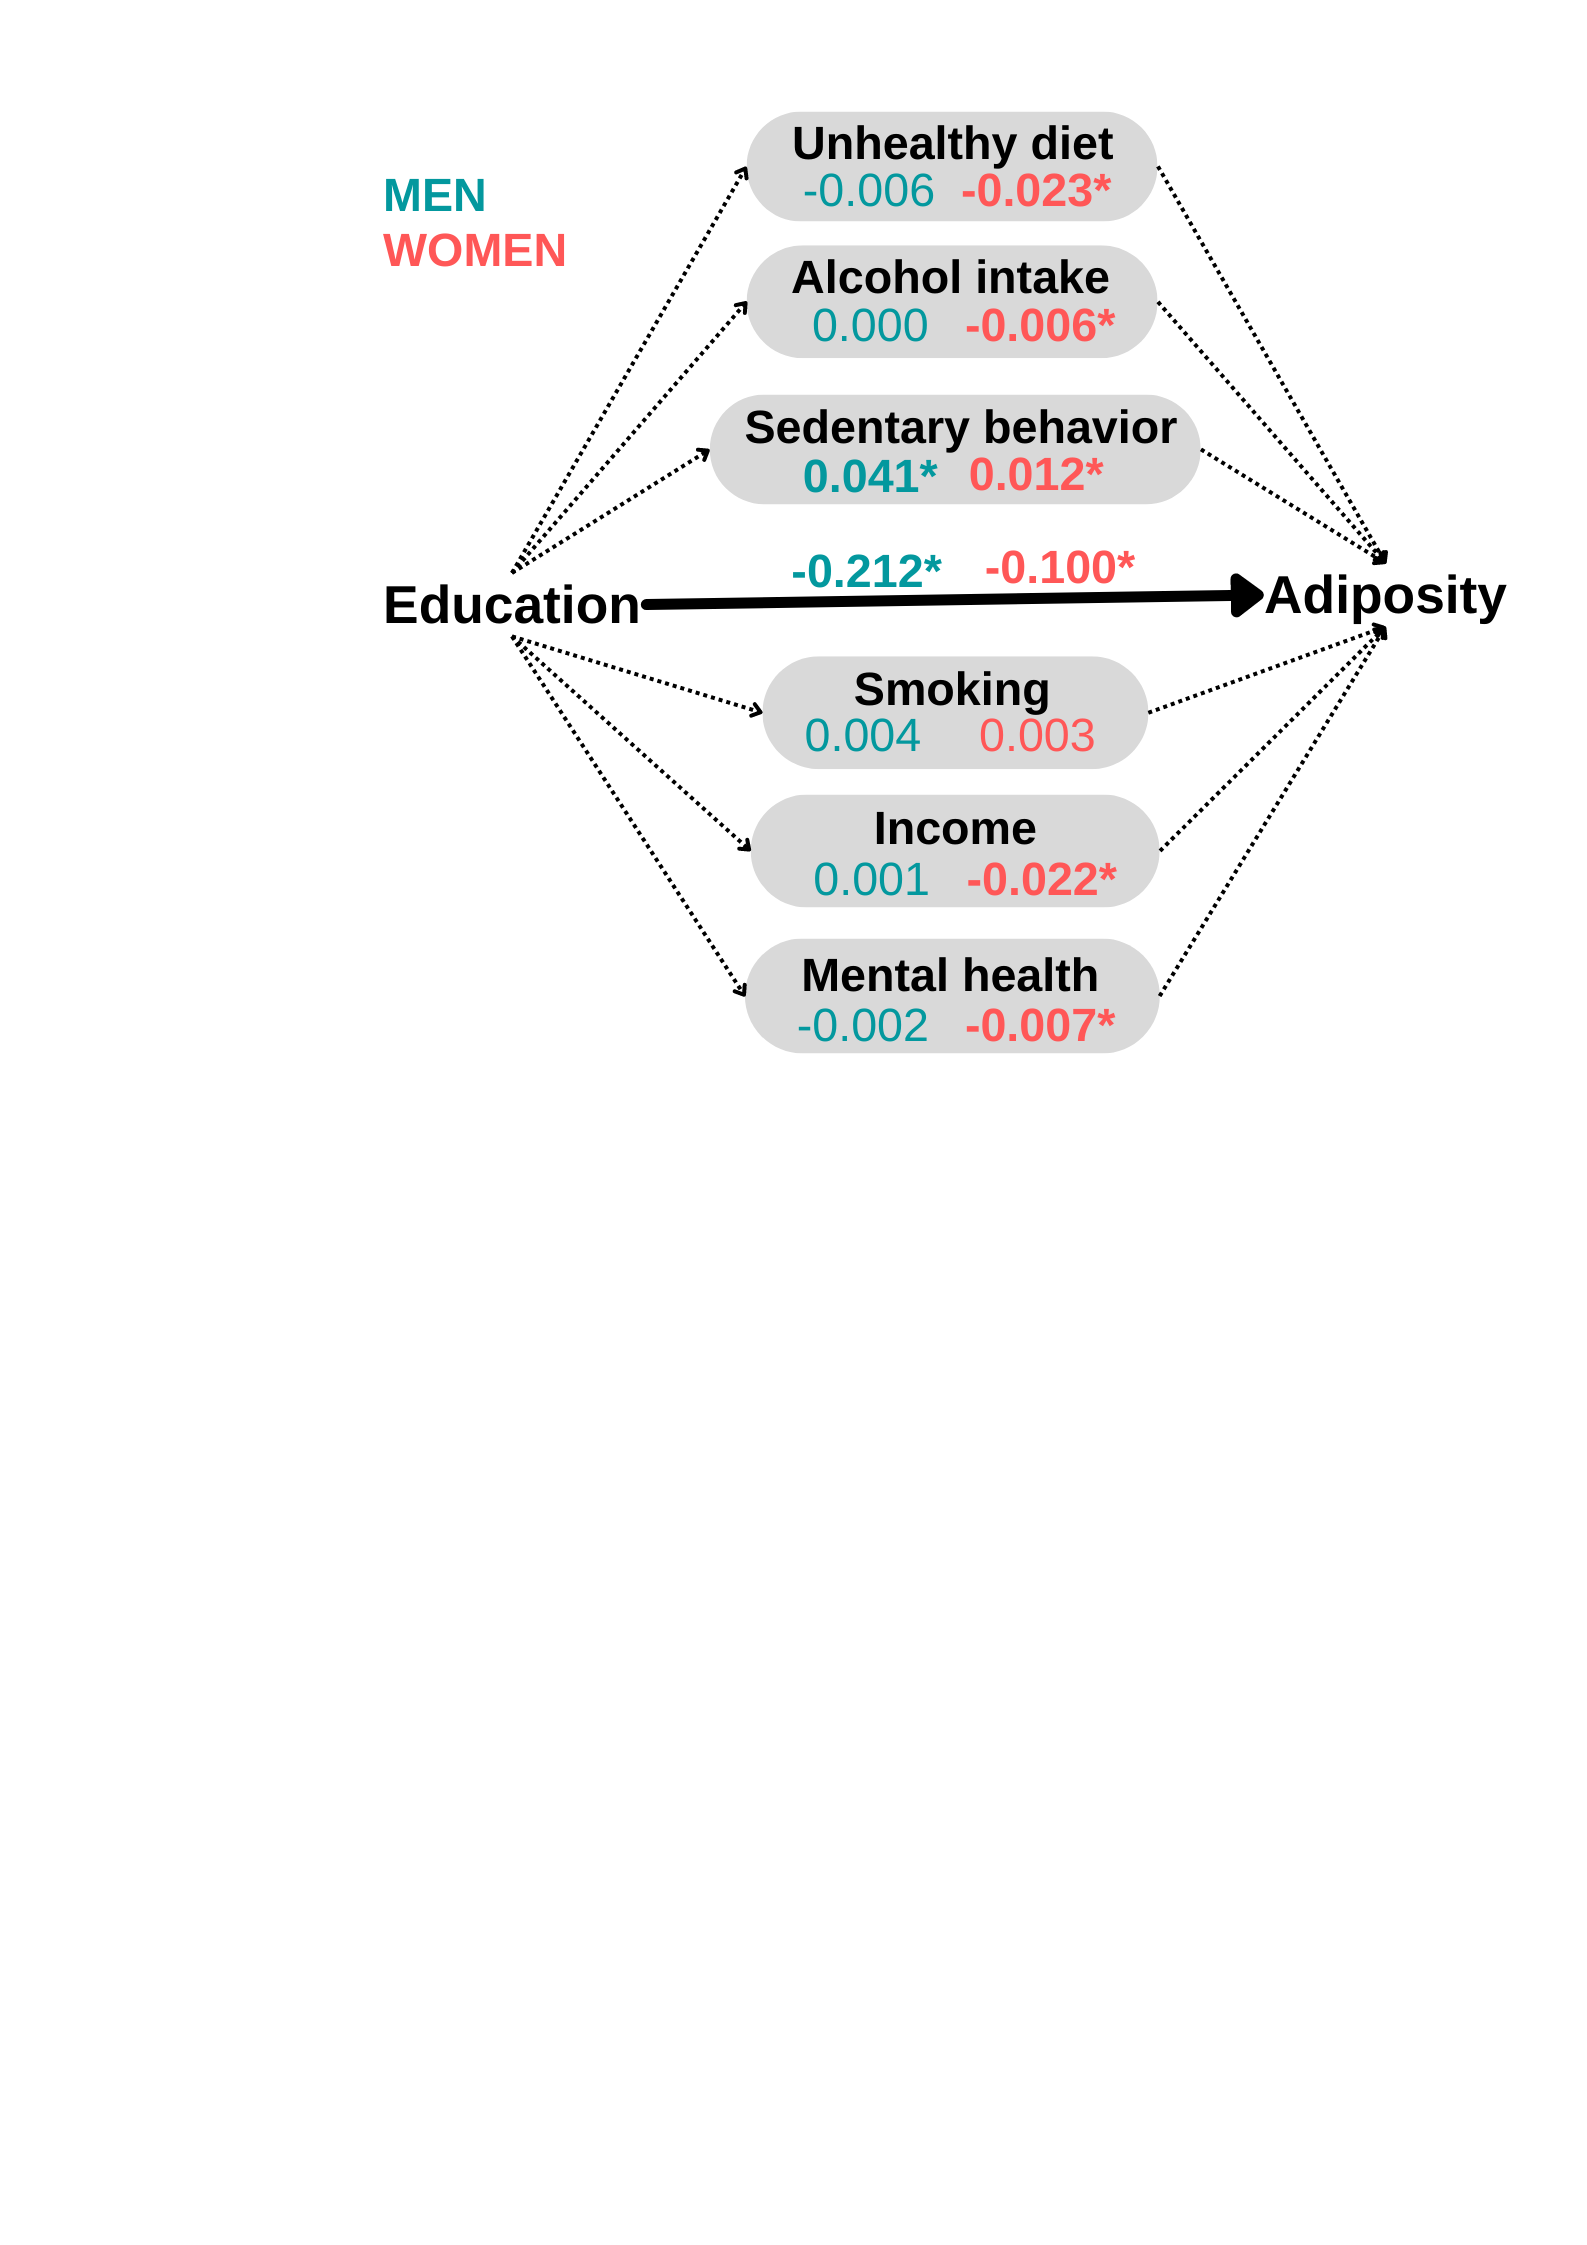 MEN
WOMEN
Unhealthy diet
-0.006 -0.023*
Alcohol intake
0.000 -0.006*
Sedentary behavior
0.041* 0.012*
-0.212* -0.100*
Education
Adiposity
Smoking
0.004 0.003
Income
0.001 -0.022*
Mental health
-0.002 -0.007*